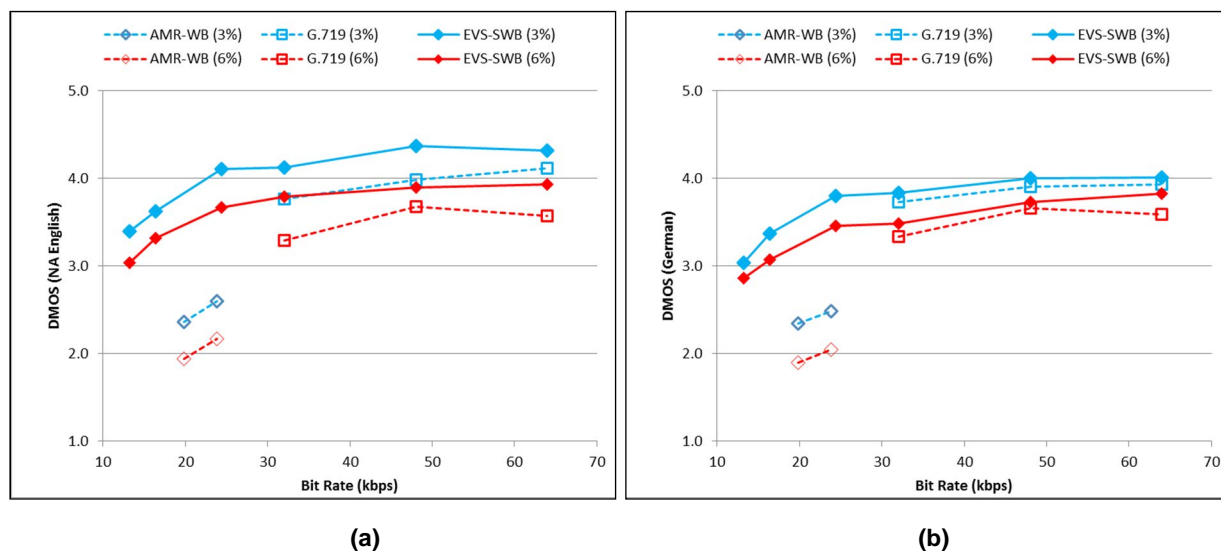 AMR-WB (3%) G.719 (3%) EVS-SWB (3%)
AMR-WB (6%) G.719 (6%) EVS-SWB (6%)
5.0
4.0
3.0
2.0
1.0
DMOS (NA English)
10 20 30 40 50 60 70
Bit Rate (kbps)
(a)
AMR-WB (3%) G.719 (3%) EVS-SWB (3%)
AMR-WB (6%) G.719 (6%) EVS-SWB (6%)
5.0
4.0
3.0
2.0
1.0
DMOS (German)
10 20 30 40 50 60 70
Bit Rate (kbps)
(b)